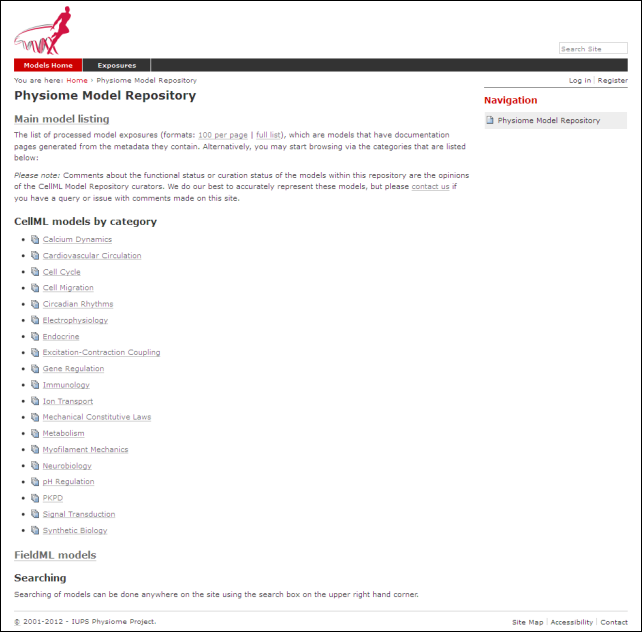 Search Site
Models Home
Exposures
You are here: Home › Physiome Model Repository
Log in
Register
Physiome Model Repository
Navigation
Physiome Model Repository
Main model listing
The list of processed model exposures (formats: 100 per page | full list), which are models that have documentation
pages generated from the metadata they contain. Alternatively, you may start browsing via the categories that are listed
below:
Please note: Comments about the functional status or curation status of the models within this repository are the opinions
of the CellML Model Repository curators. We do our best to accurately represent these models, but please contact us if
you have a query or issue with comments made on this site.
CellML models by category
Calcium Dynamics
Cardiovascular Circulation
Cell Cycle
Cell Migration
Circadian Rhythms
Electrophysiology
Endocrine
Excitation-Contraction Coupling
Gene Regulation
Immunology
Ion Transport
Mechanical Constitutive Laws
Metabolism
Myofilament Mechanics
Neurobiology
pH Regulation
PKPD
Signal Transduction
Synthetic Biology
FieldML models
Searching
Searching of models can be done anywhere on the site using the search box on the upper right hand corner.
© 2001-2012 - IUPS Physiome Project.
Site Map
Accessibility
Contact